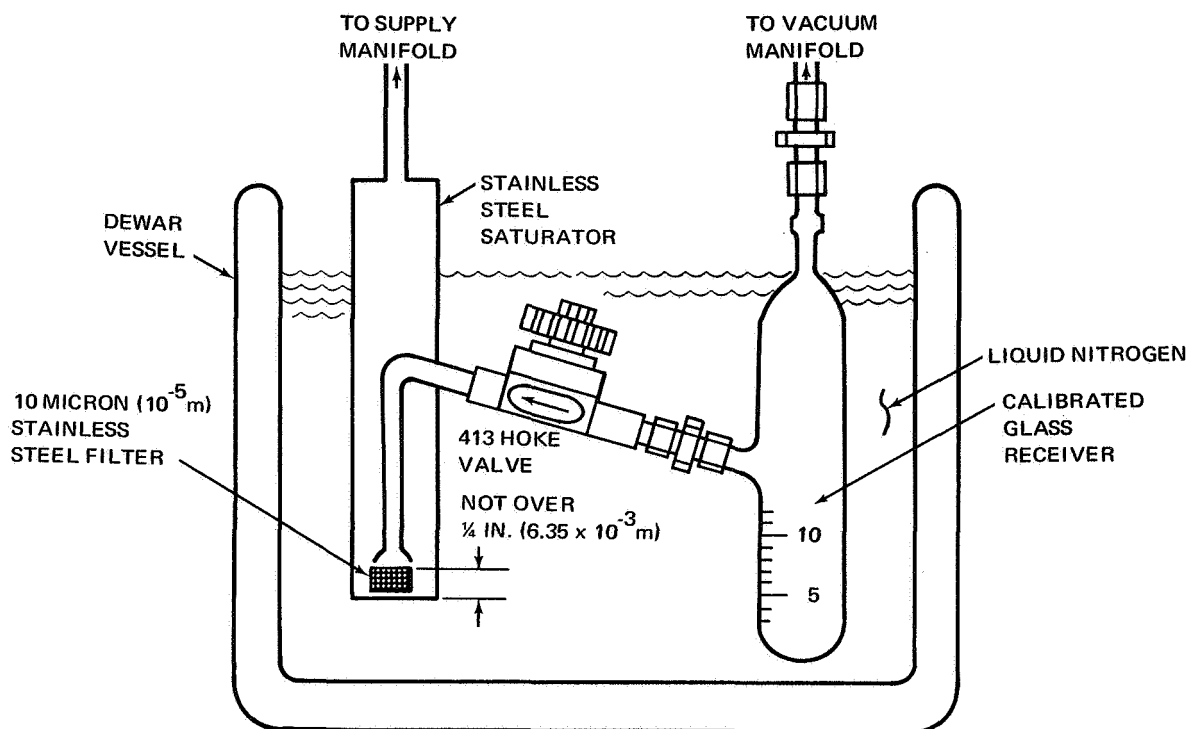 TO SUPPLY
MANIFOLD
TO VACUUM
MANIFOLD
STAINLESS
STEEL
SATURATOR
DEWAR
VESSEL
LIQUID NITROGEN
10 MICRON (10⁻⁵m)
STAINLESS
STEEL FILTER
413 HOKE
VALVE
CALIBRATED
GLASS
RECEIVER
NOT OVER
¼ IN. (6.35 x 10⁻³m)
10
5